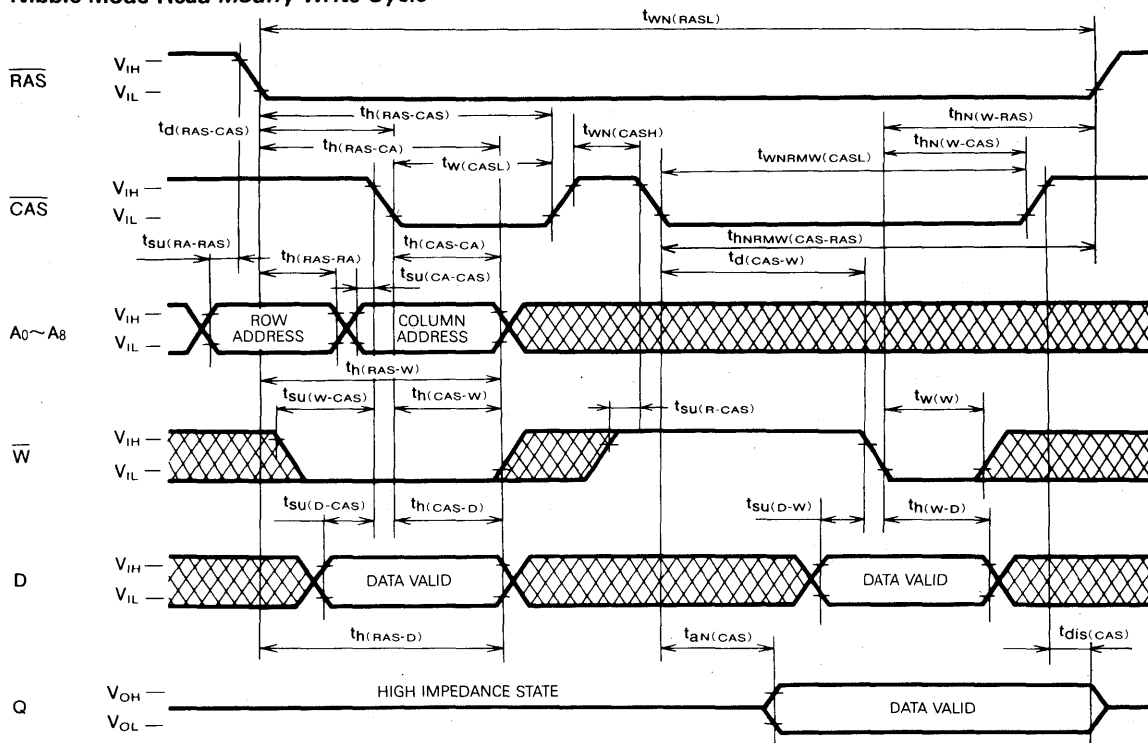 Nibble Mode Read-Modify-Write Cycle
tWN(RASL)
RAS
VIH
VIL
th(RAS-CAS)
td(RAS-CAS)
tWN(CASH)
thN(W-RAS)
th(RAS-CA)
thN(W-CAS)
tW(CASL)
tWNRMW(CASL)
CAS
VIH
VIL
tsu(RA-RAS)
th(RAS-RA)
th(CAS-CA)
thNRMW(CAS-RAS)
tsu(CA-CAS)
td(CAS-W)
A0~A8
VIH
VIL
ROW ADDRESS
COLUMN ADDRESS
th(RAS-W)
tsu(W-CAS)
th(CAS-W)
tsu(R-CAS)
tW(W)
W
VIH
VIL
tsu(D-CAS)
th(CAS-D)
tsu(D-W)
th(W-D)
D
VIH
VIL
DATA VALID
DATA VALID
th(RAS-D)
taN(CAS)
tdis(CAS)
Q
VOH
VOL
HIGH IMPEDANCE STATE
DATA VALID